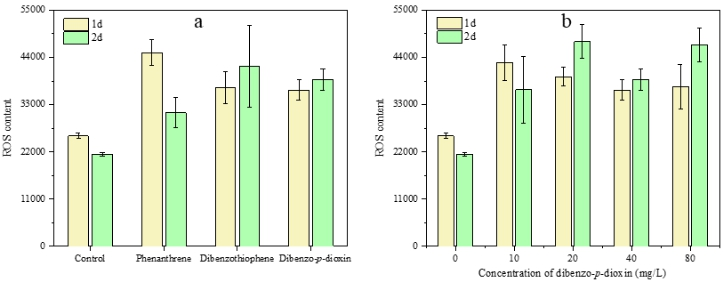 55000
44000
33000
22000
11000
0
ROS content
1d
2d
a
Control
Phenanthrene
Dibenzothiophene
Dibenzo-p-dioxin
55000
44000
33000
22000
11000
0
ROS content
1d
2d
b
0
10
20
40
80
Concentration of dibenzo-p-dioxin (mg/L)